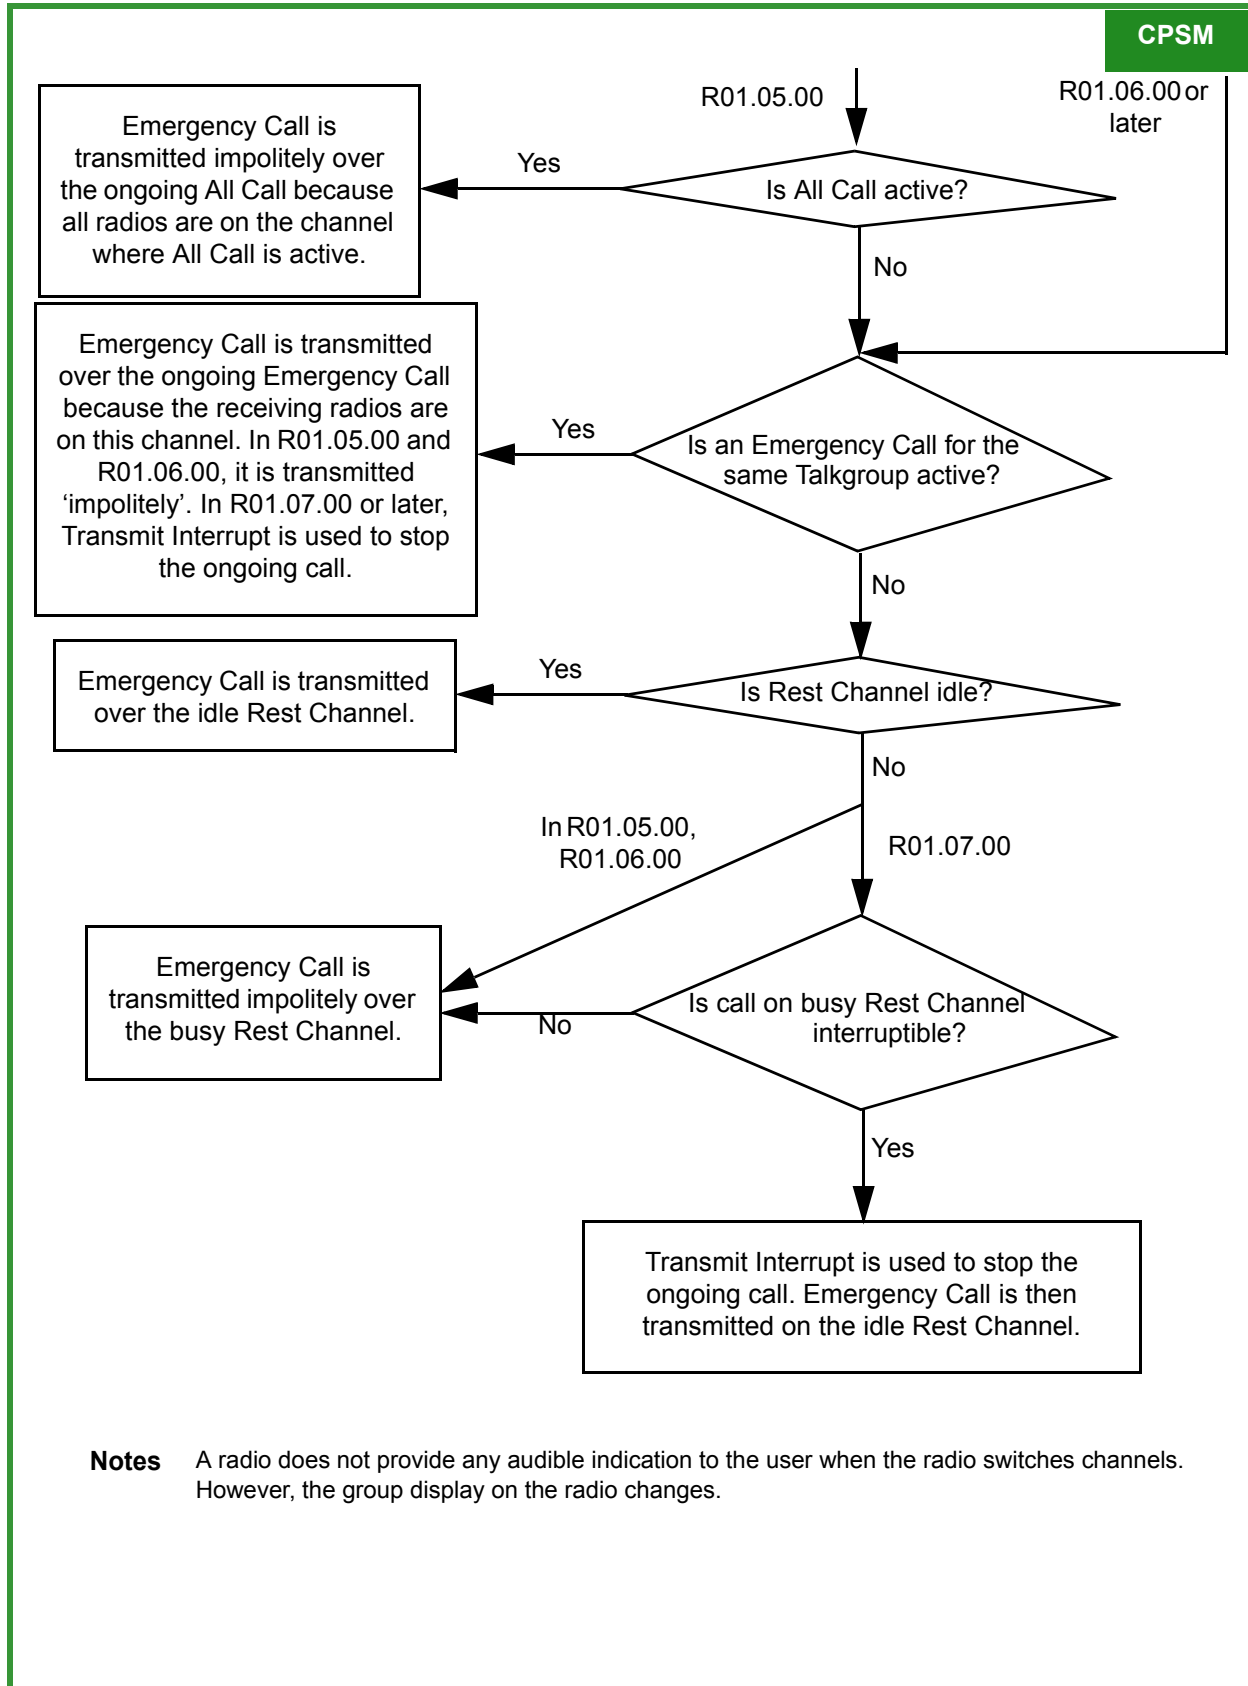 CPSM
R01.05.00
R01.06.00 or
later
Emergency Call is
transmitted impolitely over
the ongoing All Call because
all radios are on the channel
where All Call is active.
Yes
Is All Call active?
No
Emergency Call is transmitted
over the ongoing Emergency Call
because the receiving radios are
on this channel. In R01.05.00 and
R01.06.00, it is transmitted
‘impolitely’. In R01.07.00 or later,
Transmit Interrupt is used to stop
the ongoing call.
Yes
Is an Emergency Call for the
same Talkgroup active?
No
Emergency Call is transmitted
over the idle Rest Channel.
Yes
Is Rest Channel idle?
No
In R01.05.00,
R01.06.00
R01.07.00
Emergency Call is
transmitted impolitely over
the busy Rest Channel.
No
Is call on busy Rest Channel
interruptible?
Yes
Transmit Interrupt is used to stop the
ongoing call. Emergency Call is then
transmitted on the idle Rest Channel.
Notes A radio does not provide any audible indication to the user when the radio switches channels.
However, the group display on the radio changes.